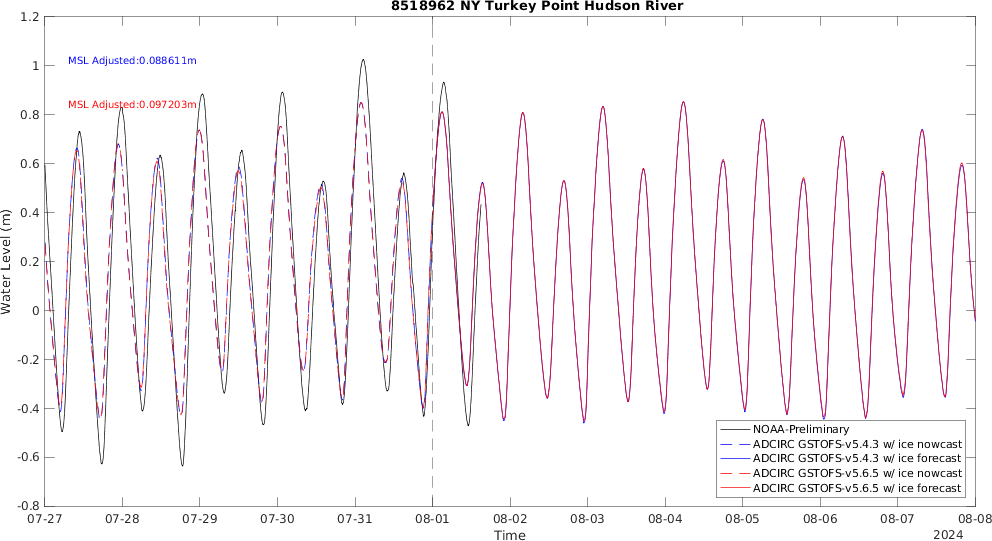 8518962 NY Turkey Point Hudson River
1.2
1
0.8
0.6
0.4
0.2
0
-0.2
-0.4
-0.6
-0.8
Water Level (m)
MSL Adjusted:0.088611m
MSL Adjusted:0.097203m
NOAA-Preliminary
ADCIRC GSTOFS-v5.4.3 w/ ice nowcast
ADCIRC GSTOFS-v5.4.3 w/ ice forecast
ADCIRC GSTOFS-v5.6.5 w/ ice nowcast
ADCIRC GSTOFS-v5.6.5 w/ ice forecast
07-27 07-28 07-29 07-30 07-31 08-01 08-02 08-03 08-04 08-05 08-06 08-07 08-08
Time
2024